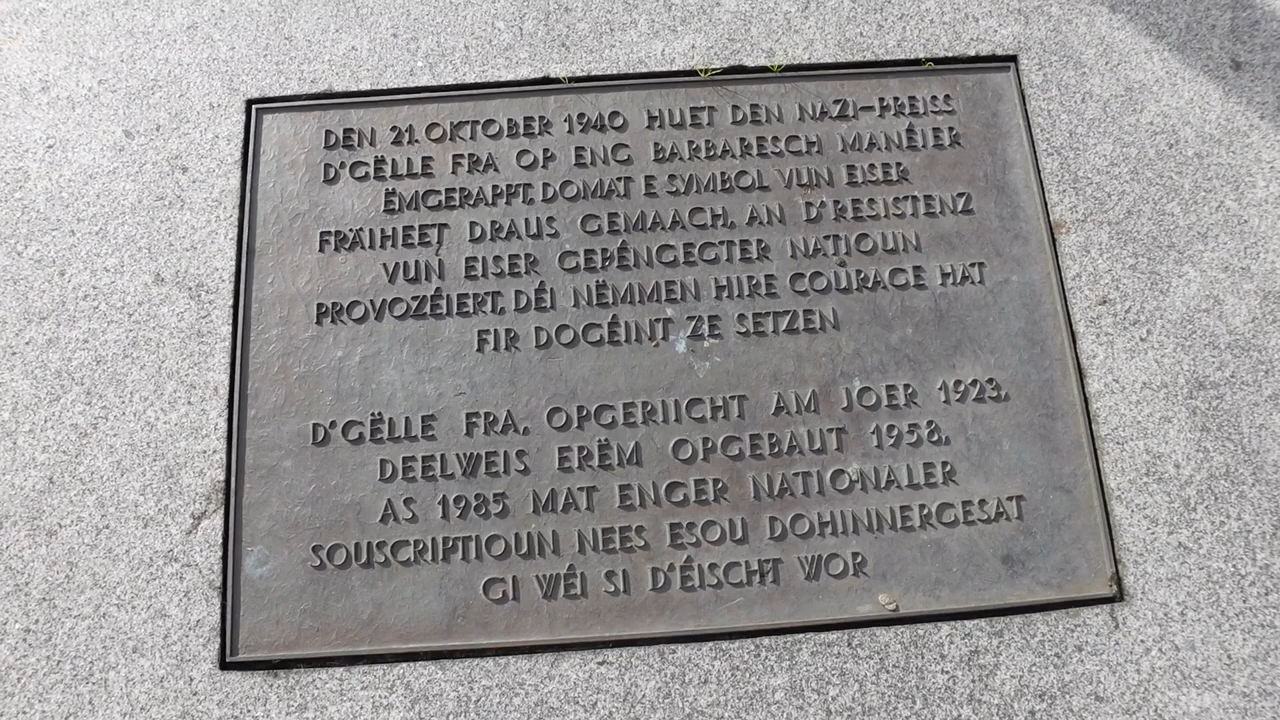 DEN 21. OKTOBER 1940 HUET DEN NAZI-PREISS
D'GËLLE FRA OP ENG BARBARESCH MANÉIER
ËMGERAPPT, DOMAT E SYMBOL VUN EISER
FRÄIHEET DRAUS GEMAACH, AN D'RESISTENZ
VUN EISER GEPÉNGEGTER NATIOUN
PROVOZÉIERT, DÉI NËMMEN HIRE COURAGE HAT
FIR DOGÉINT ZE SETZEN
D'GËLLE FRA, OPGERIICHT AM JOER 1923,
DEELWEIS ERËM OPGEBAUT 1958,
AS 1985 MAT ENGER NATIONALER
SOUSCRIPTIOUN NEES ESOU DOHINNERGESAT
GI WÉI SI D'ÉISCHT WOR